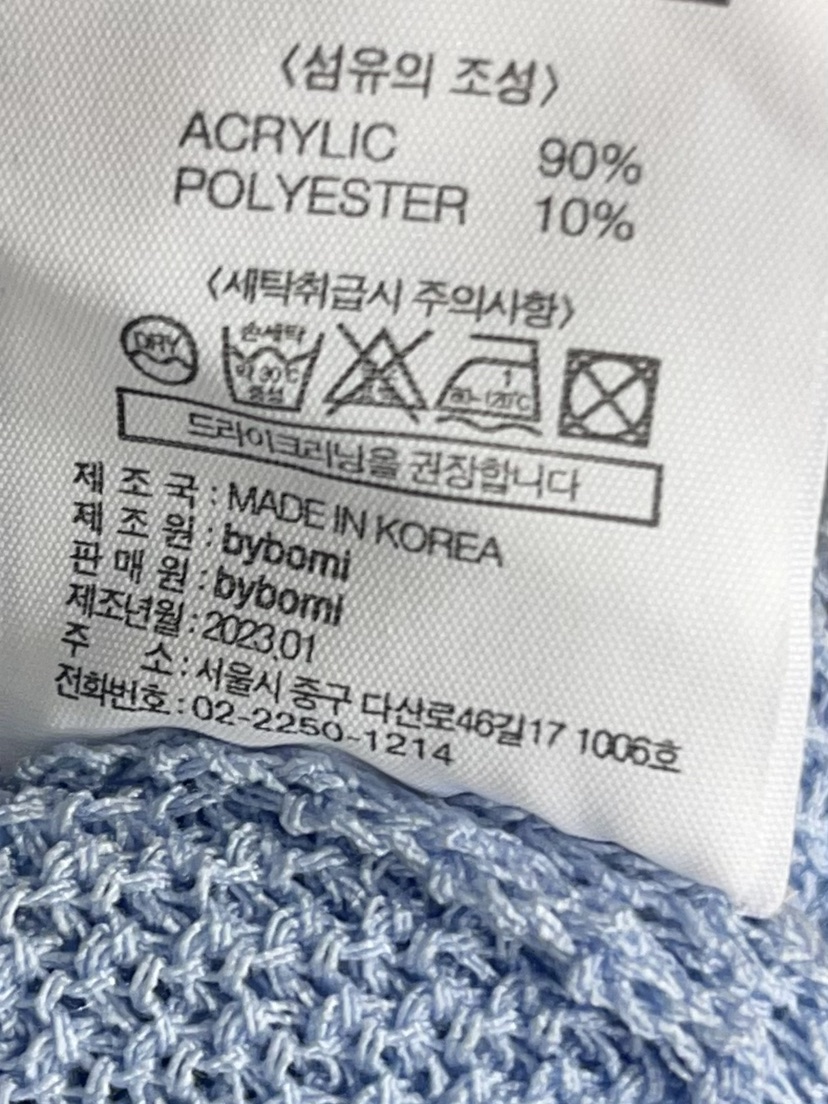 〈섬유의 조성〉
ACRYLIC 90%
POLYESTER 10%
〈세탁취급시 주의사항〉
DRY
손세탁
약 30℃
중성
1
80~120℃
드라이크리닝을 권장합니다
제 조 국 : MADE IN KOREA
제 조 원 : bybomi
판 매 원 : bybomi
제조년월 : 2023.01
주 소 : 서울시 중구 다산로46길17 1006호
전화번호 : 02-2250-1214